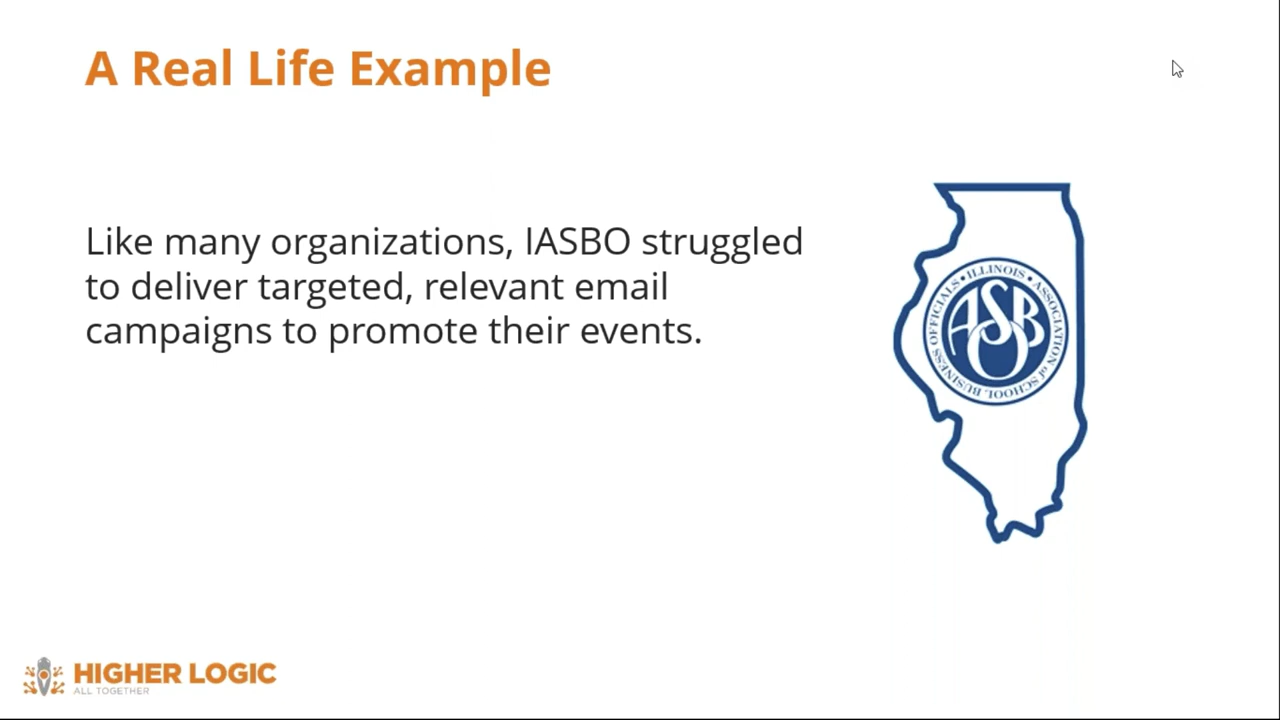 A Real Life Example
Like many organizations, IASBO struggled
to deliver targeted, relevant email
campaigns to promote their events.
• ILLINOIS • ASSOCIATION of SCHOOL BUSINESS OFFICIALS
ASBO
HIGHER LOGIC
ALL TOGETHER